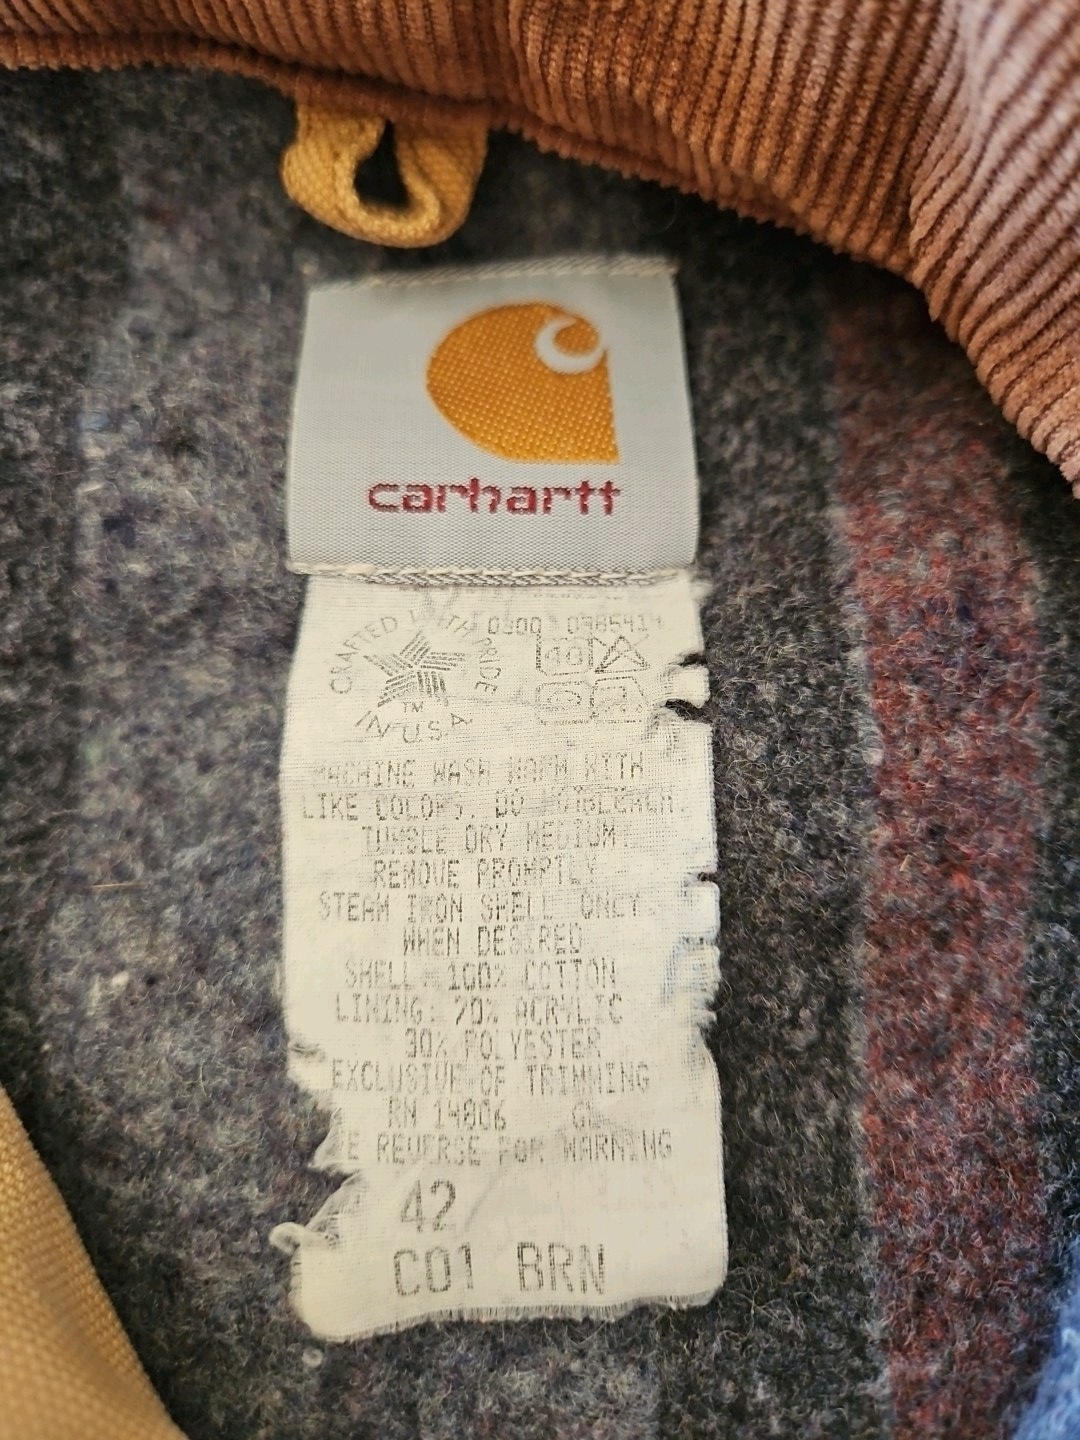 carhartt
CRAFTED WITH PRIDE
IN U.S.A.
TM
40
MACHINE WASH WARM WITH
LIKE COLORS. DO BLEACH.
TUMBLE DRY MEDIUM
REMOVE PROMPTLY
STEAM IRON SHELL ONLY.
WHEN DESIRED
SHELL 100% COTTON
LINING: 70% ACRYLIC
30% POLYESTER
EXCLUSIVE OF TRIMMING
RN 14806
E REVERSE FOR WARNING
42
C01 BRN